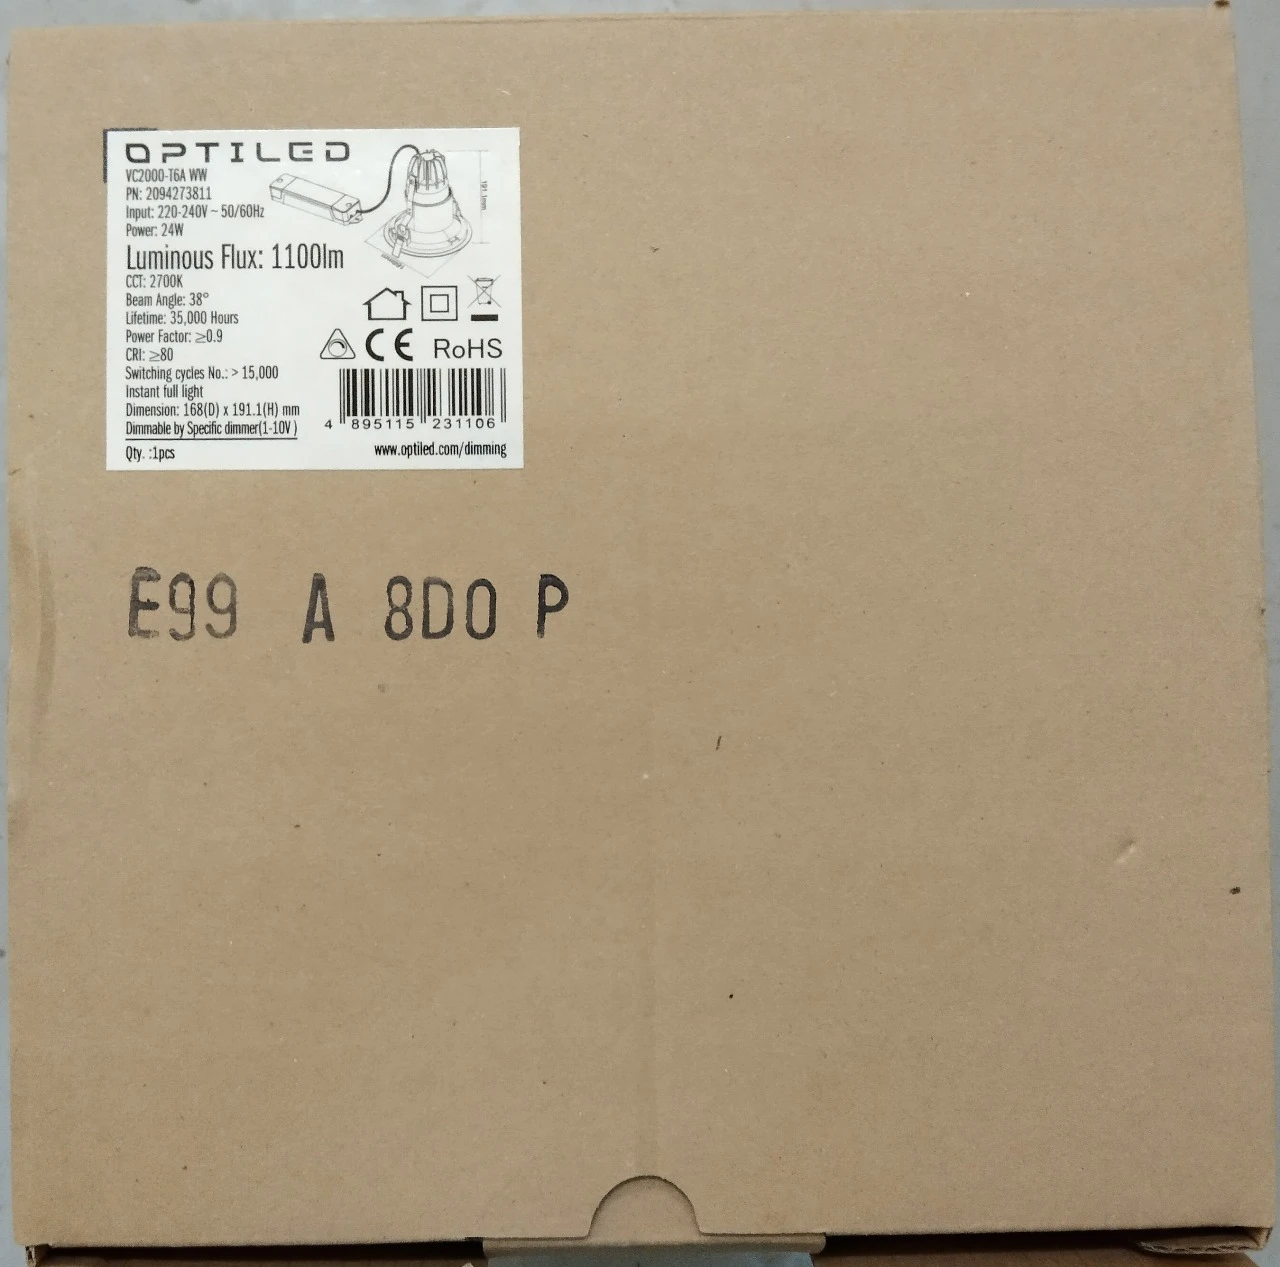 OPTILED
VC2000-T6A WW
PN: 2094273811
Input: 220-240V ~ 50/60Hz
Power: 24W
Luminous Flux: 1100lm
CCT: 2700K
Beam Angle: 38°
Lifetime: 35,000 Hours
Power Factor: ≥0.9
CRI: ≥80
Switching cycles No.: > 15,000
Instant full light
Dimension: 168(D) x 191.1(H) mm
Dimmable by Specific dimmer(1-10V )
Qty. :1pcs
191.1mm
CE RoHS
4 895115 231106
www.optiled.com/dimming
E99 A 8D0 P